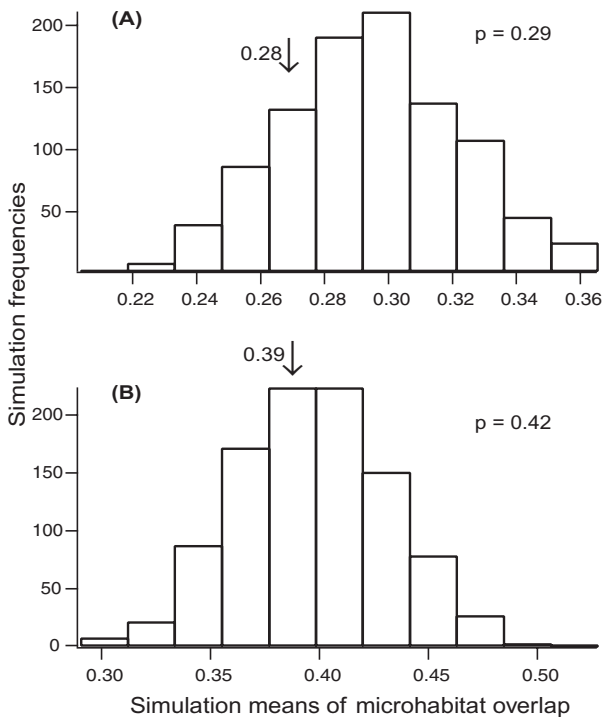 (A)
0.28
p = 0.29
200
150
100
50
0.22 0.24 0.26 0.28 0.30 0.32 0.34 0.36
Simulation frequencies
(B)
0.39
p = 0.42
200
150
100
50
0
0.30 0.35 0.40 0.45 0.50
Simulation means of microhabitat overlap